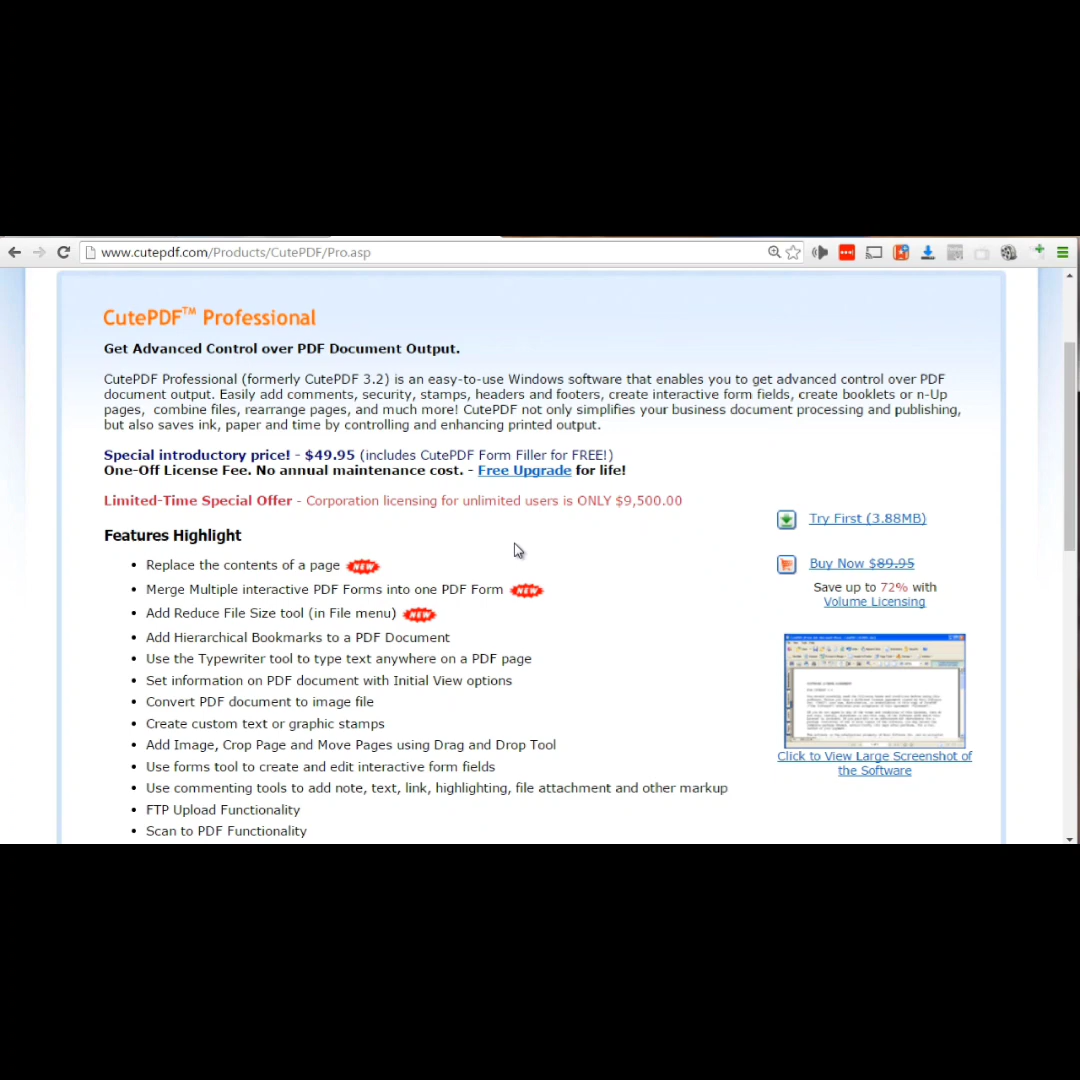 www.cutepdf.com/Products/CutePDF/Pro.asp
CutePDF™ Professional
Get Advanced Control over PDF Document Output.
CutePDF Professional (formerly CutePDF 3.2) is an easy-to-use Windows software that enables you to get advanced control over PDF
document output. Easily add comments, security, stamps, headers and footers, create interactive form fields, create booklets or n-Up
pages, combine files, rearrange pages, and much more! CutePDF not only simplifies your business document processing and publishing,
but also saves ink, paper and time by controlling and enhancing printed output.
Special introductory price! - $49.95 (includes CutePDF Form Filler for FREE!)
One-Off License Fee. No annual maintenance cost. - Free Upgrade for life!
Limited-Time Special Offer - Corporation licensing for unlimited users is ONLY $9,500.00
Try First (3.88MB)
Buy Now $89.95
Save up to 72% with
Volume Licensing
Click to View Large Screenshot of
the Software
Features Highlight
• Replace the contents of a page NEW
• Merge Multiple interactive PDF Forms into one PDF Form NEW
• Add Reduce File Size tool (in File menu) NEW
• Add Hierarchical Bookmarks to a PDF Document
• Use the Typewriter tool to type text anywhere on a PDF page
• Set information on PDF document with Initial View options
• Convert PDF document to image file
• Create custom text or graphic stamps
• Add Image, Crop Page and Move Pages using Drag and Drop Tool
• Use forms tool to create and edit interactive form fields
• Use commenting tools to add note, text, link, highlighting, file attachment and other markup
• FTP Upload Functionality
• Scan to PDF Functionality